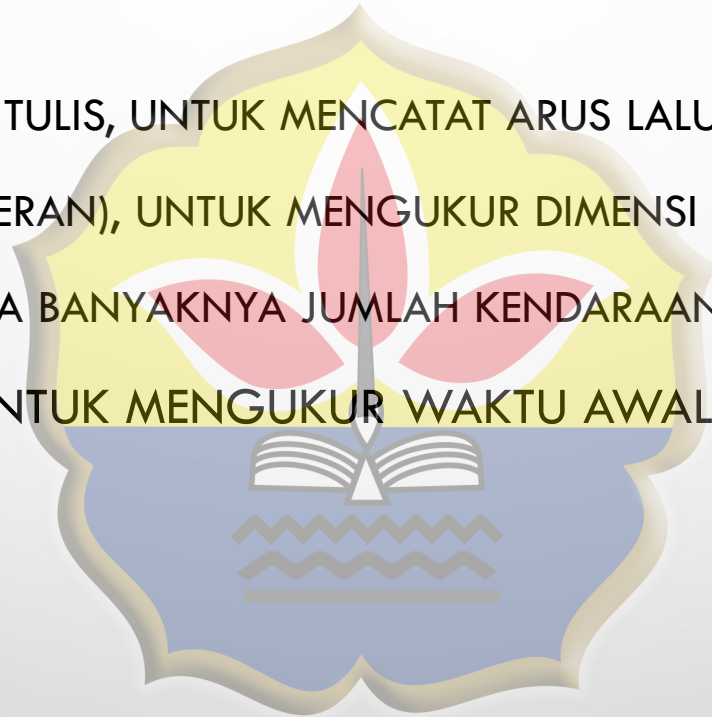 TULIS, UNTUK MENCATAT ARUS LALU
ERAN), UNTUK MENGUKUR DIMENSI
A BANYAKNYA JUMLAH KENDARAAN
NTUK MENGUKUR WAKTU AWAL